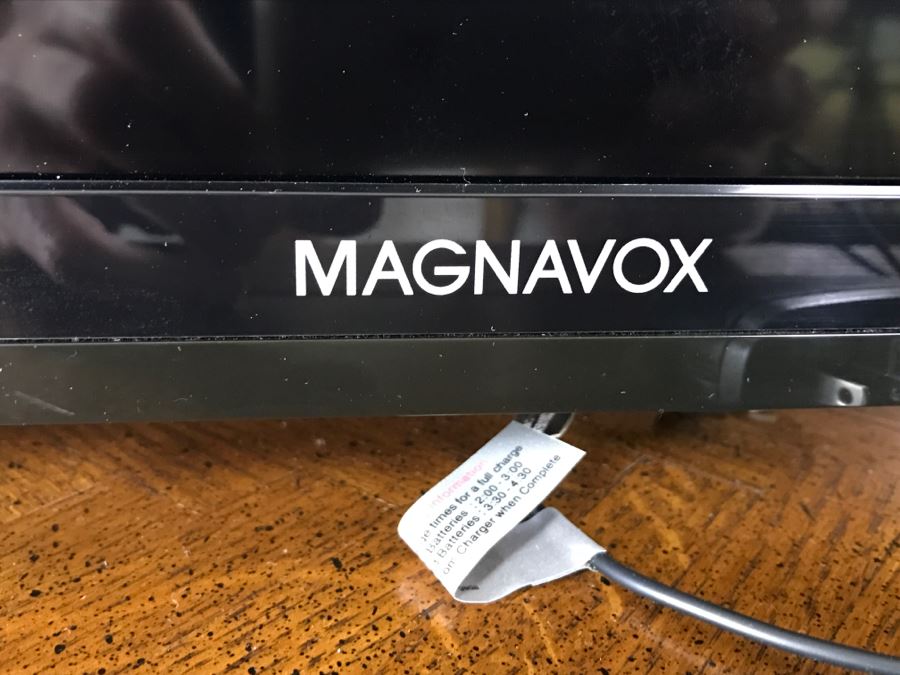 MAGNAVOX
Information
times for a full charge
Batteries : 2:00 - 3:00
Batteries : 3:30 - 4:30
Charger when Complete